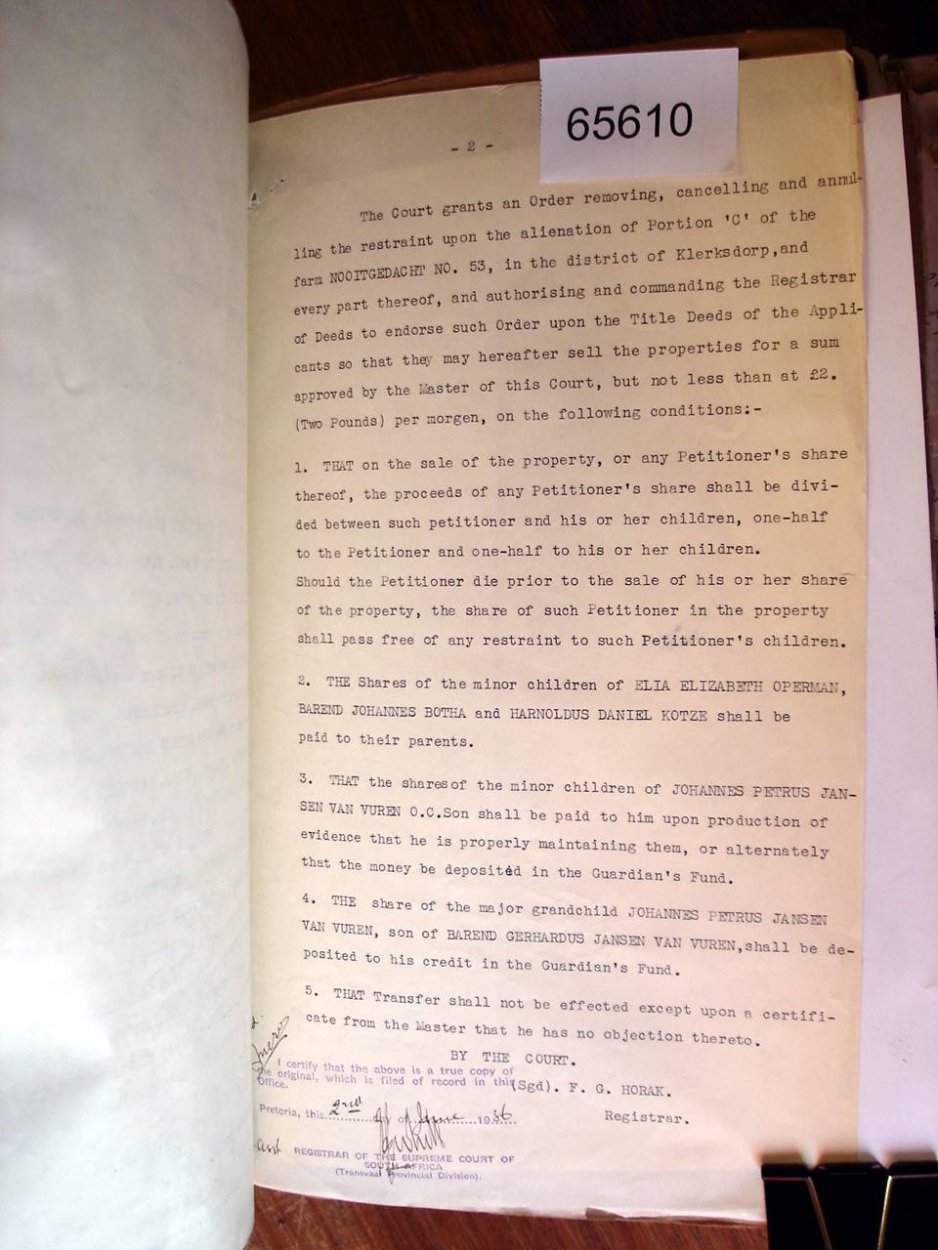 65610
- 2 -
The Court grants an Order removing, cancelling and annul-
ling the restraint upon the alienation of Portion 'C' of the
farm NOOITGEDACHT NO. 53, in the district of Klerksdorp,and
every part thereof, and authorising and commanding the Registrar
of Deeds to endorse such Order upon the Title Deeds of the Appli-
cants so that they may hereafter sell the properties for a sum
approved by the Master of this Court, but not less than at £2.
(Two Pounds) per morgen, on the following conditions:-
1. THAT on the sale of the property, or any Petitioner's share
thereof, the proceeds of any Petitioner's share shall be divi-
ded between such petitioner and his or her children, one-half
to the Petitioner and one-half to his or her children.
Should the Petitioner die prior to the sale of his or her share
of the property, the share of such Petitioner in the property
shall pass free of any restraint to such Petitioner's children.
2. THE Shares of the minor children of ELIA ELIZABETH OPERMAN,
BAREND JOHANNES BOTHA and HARNOLDUS DANIEL KOTZE shall be
paid to their parents.
3. THAT the shares of the minor children of JOHANNES PETRUS JAN-
SEN VAN VUREN O.C.Son shall be paid to him upon production of
evidence that he is properly maintaining them, or alternately
that the money be deposited in the Guardian's Fund.
4. THE share of the major grandchild JOHANNES PETRUS JANSEN
VAN VUREN, son of BAREND GERHARDUS JANSEN VAN VUREN,shall be de-
posited to his credit in the Guardian's Fund.
5. THAT Transfer shall not be effected except upon a certifi-
cate from the Master that he has no objection thereto.
BY THE COURT.
I certify that the above is a true copy of
the original, which is filed of record in this
Office.
(Sgd). F. G. HORAK.
Registrar.
Pretoria, this 2nd day of June 1936
REGISTRAR OF THE SUPREME COURT OF
SOUTH AFRICA
(Transvaal Provincial Division).